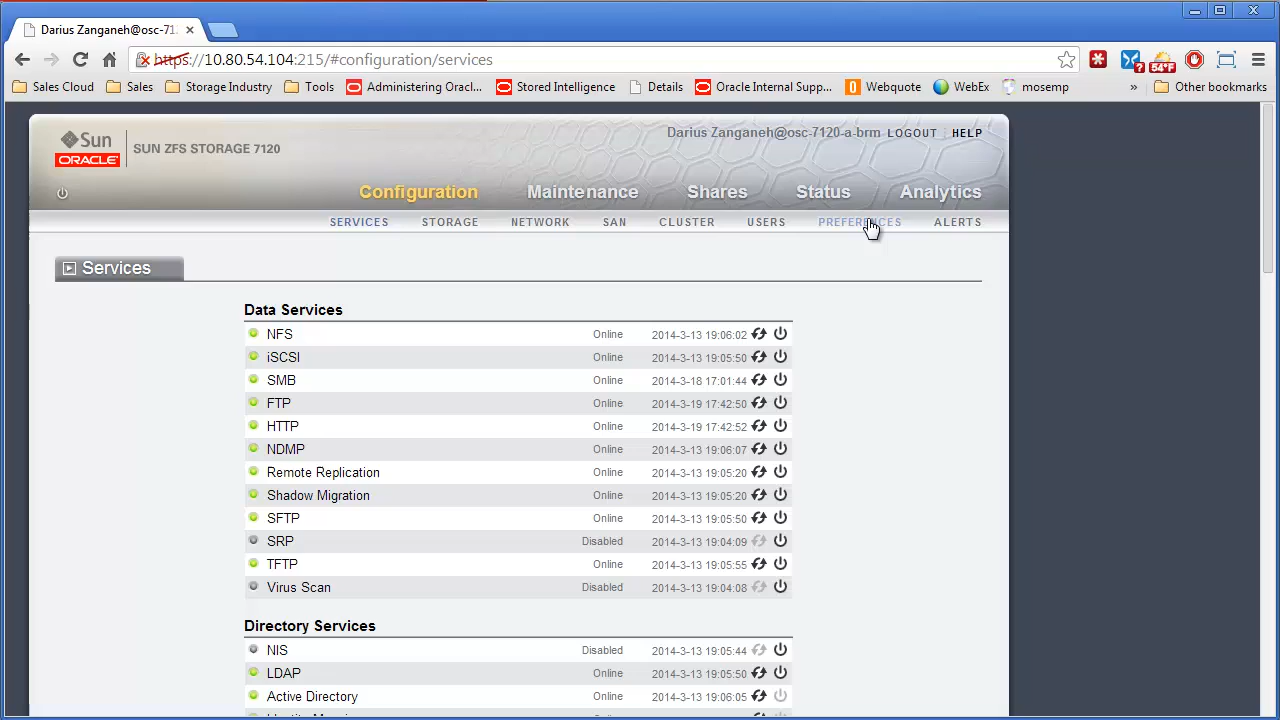 Darius Zanganeh@osc-71
https://10.80.54.104:215/#configuration/services
54°F
Sales Cloud Sales Storage Industry Tools Administering Orac... Stored Intelligence Details Oracle Internal Supp... Webquote WebEx mosemp » Other bookmarks
Sun
ORACLE
SUN ZFS STORAGE 7120
Darius Zanganeh@osc-7120-a-brm LOGOUT HELP
Configuration Maintenance Shares Status Analytics
SERVICES STORAGE NETWORK SAN CLUSTER USERS PREFERENCES ALERTS
Services
Data Services
NFS Online 2014-3-13 19:06:02
iSCSI Online 2014-3-13 19:05:50
SMB Online 2014-3-18 17:01:44
FTP Online 2014-3-19 17:42:50
HTTP Online 2014-3-19 17:42:52
NDMP Online 2014-3-13 19:06:07
Remote Replication Online 2014-3-13 19:05:20
Shadow Migration Online 2014-3-13 19:05:20
SFTP Online 2014-3-13 19:05:50
SRP Disabled 2014-3-13 19:04:09
TFTP Online 2014-3-13 19:05:55
Virus Scan Disabled 2014-3-13 19:04:08
Directory Services
NIS Disabled 2014-3-13 19:05:44
LDAP Online 2014-3-13 19:05:50
Active Directory Online 2014-3-13 19:06:05